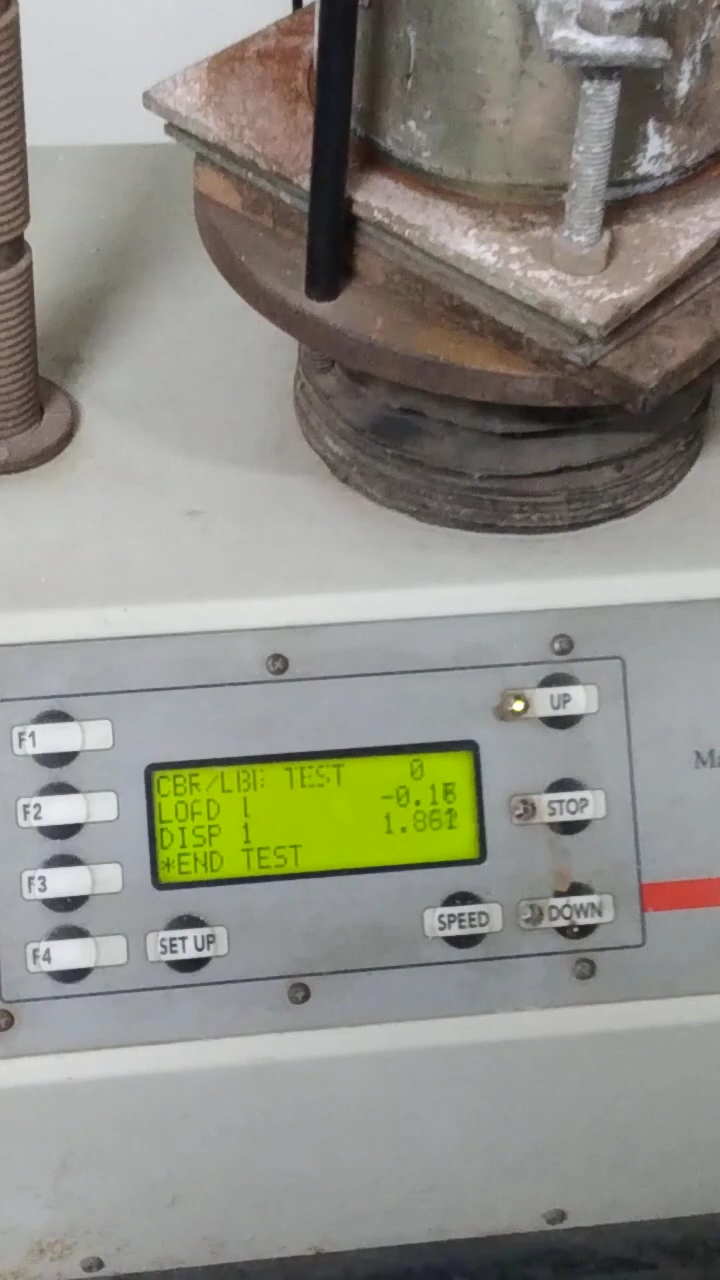 F1
F2
F3
F4
CBR/LBR TEST 0
LOAD 1
DISP 1
*END TEST
SET UP
SPEED
UP
STOP
DOWN